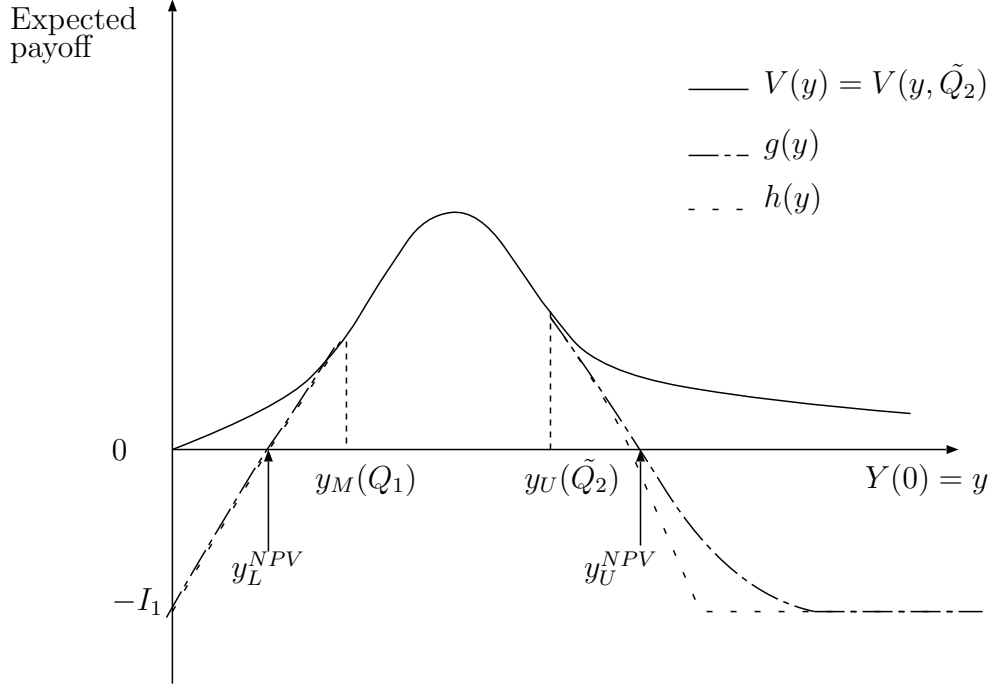 Expected
payoff
V(y) = V(y, Q̃₂)
g(y)
h(y)
0
y_M(Q₁)
y_U(Q̃₂)
Y(0) = y
y_L^{NPV}
y_U^{NPV}
−I₁